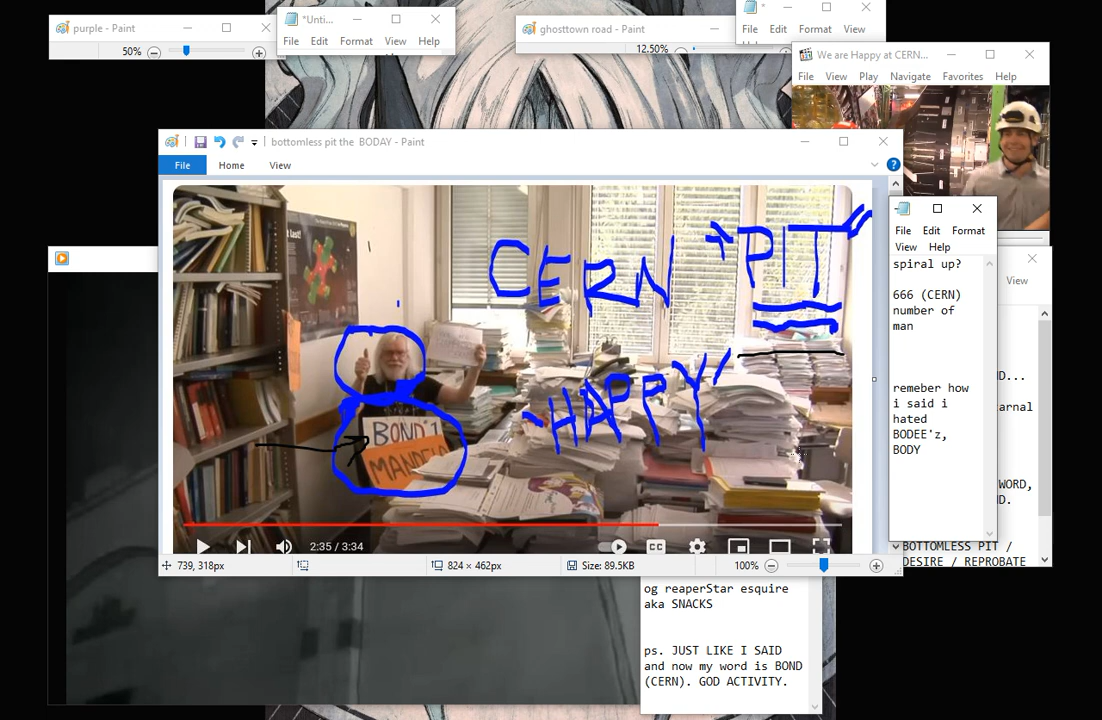 purple - Paint
50%
*Unti...
File Edit Format View Help
ghosttown road - Paint
12.50%
*
File Edit Format View
We are Happy at CERN...
File View Play Navigate Favorites Help
bottomless pit the BODAY - Paint
File Home View
CERN "PIT"
-HAPPY'
last!
BOND 1
MANDELA
2:35 / 3:34
CC
739, 318px
824 × 462px
Size: 89.5KB
100%
File Edit Format
View Help
spiral up?
666 (CERN)
number of
man
remeber how
i said i
hated
BODEE'z,
BODY
View
WORD,
BOTTOMLESS PIT /
DESIRE / REPROBATE
og reaperStar esquire
aka SNACKS
ps. JUST LIKE I SAID
and now my word is BOND
(CERN). GOD ACTIVITY.